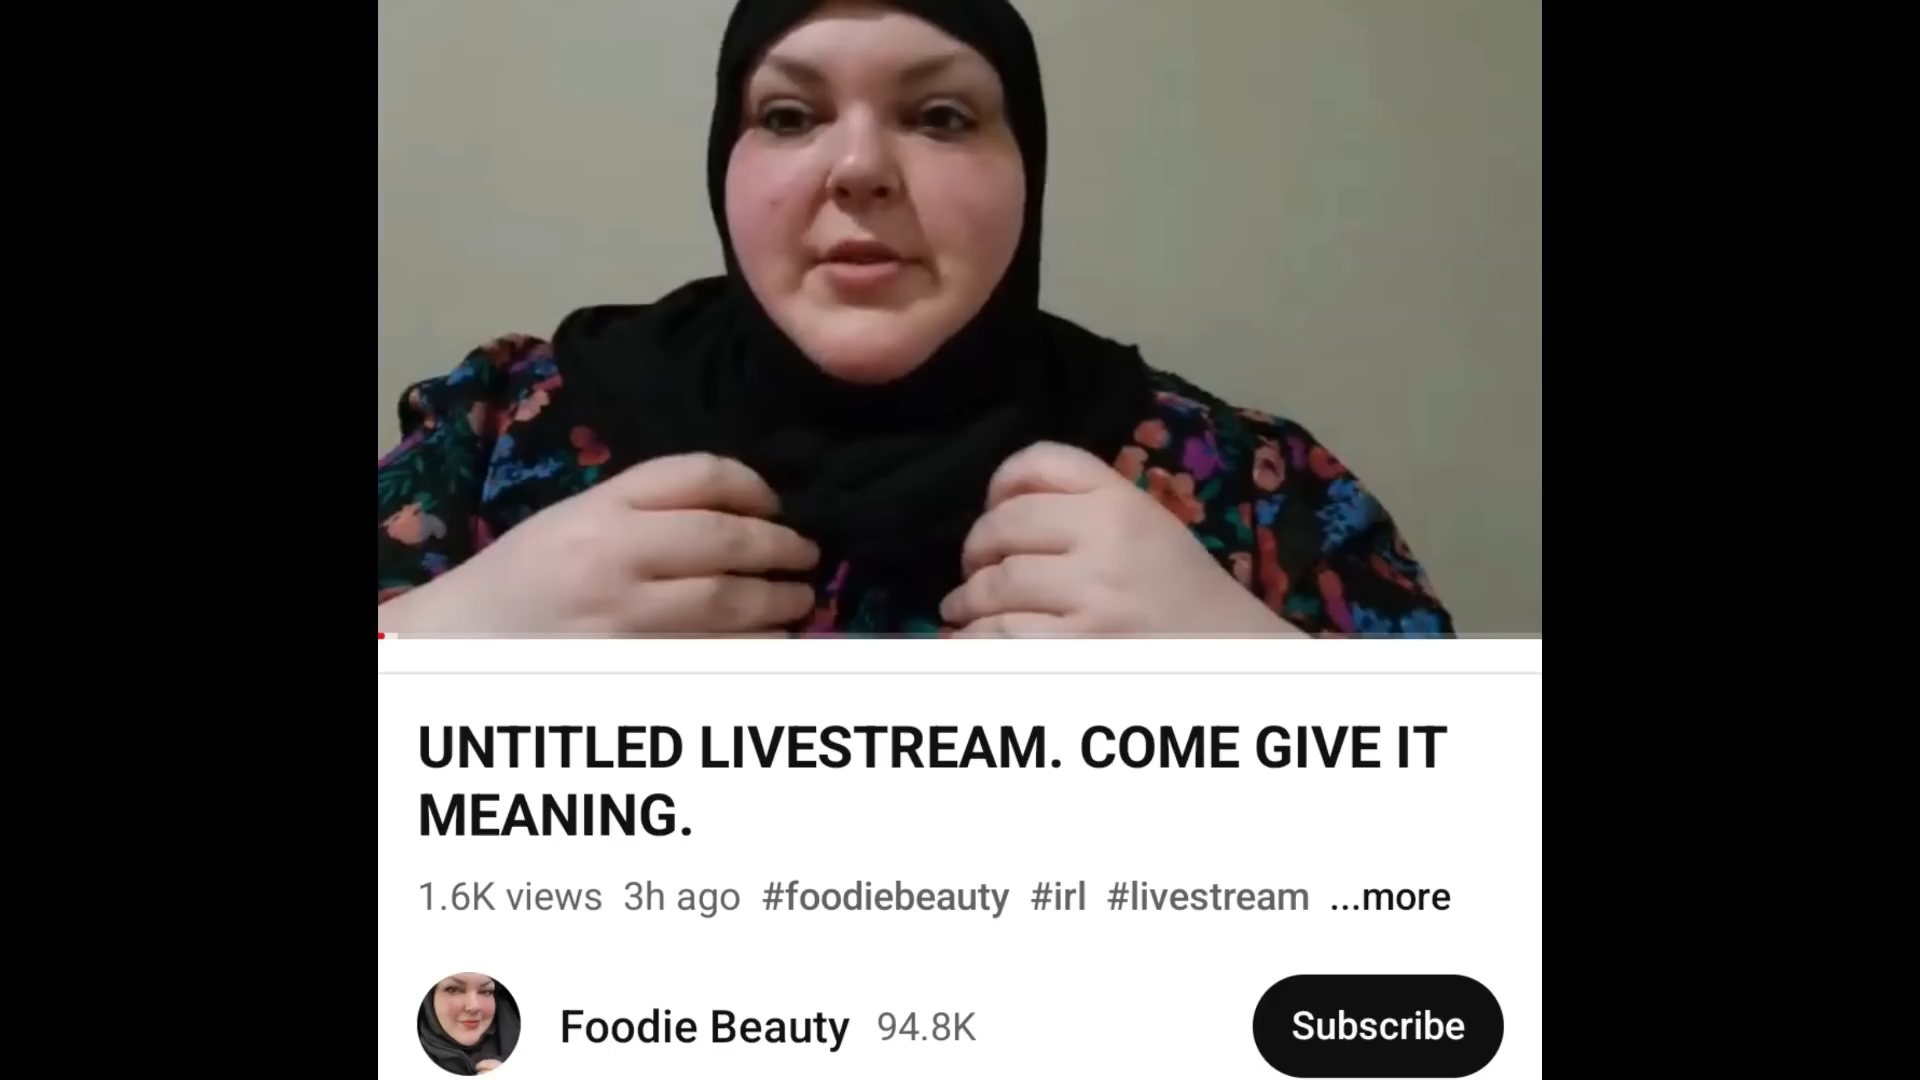 UNTITLED LIVESTREAM. COME GIVE IT
MEANING.
1.6K views 3h ago #foodiebeauty #irl #livestream ...more
Foodie Beauty 94.8K Subscribe